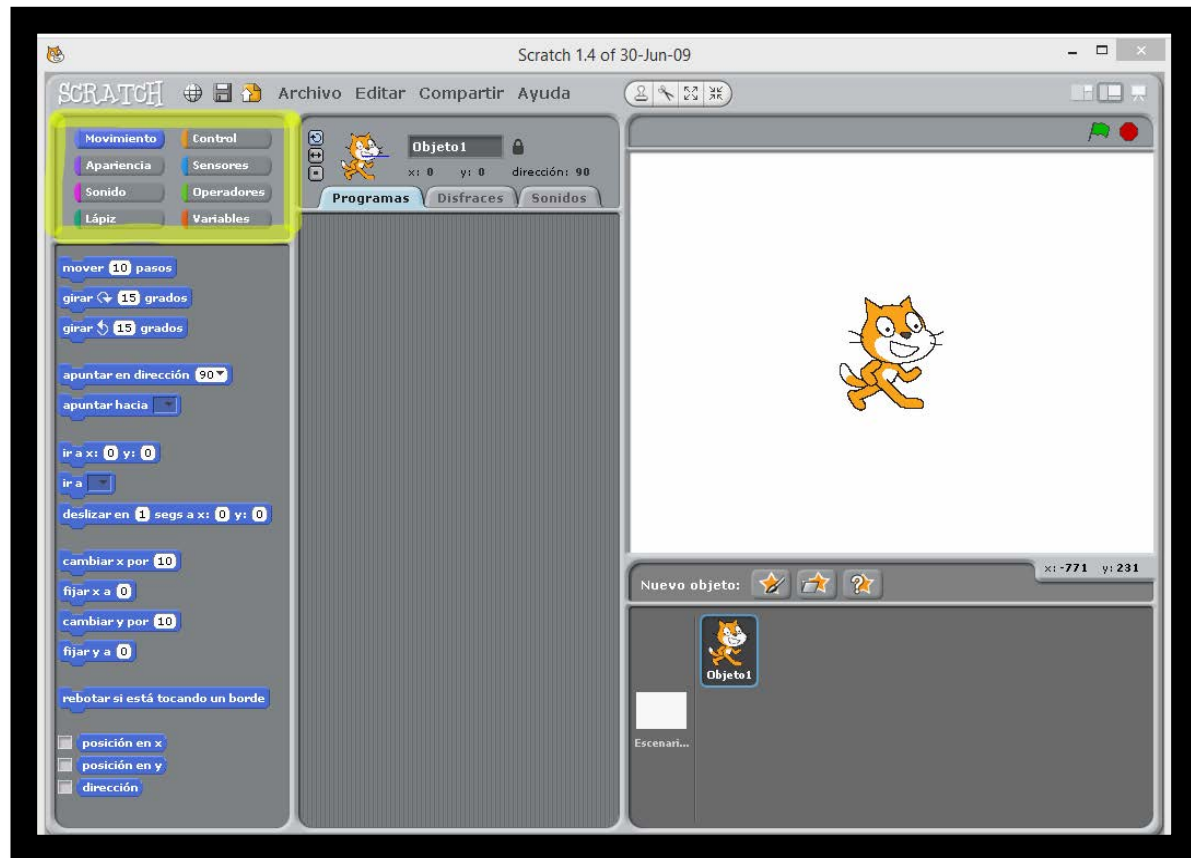 Scratch 1.4 of 30-Jun-09
SCRATCH Archivo Editar Compartir Ayuda
Movimiento Control
Apariencia Sensores
Sonido Operadores
Lápiz Variables
mover 10 pasos
girar 15 grados
girar 15 grados
apuntar en dirección 90
apuntar hacia
ir a x: 0 y: 0
ir a
deslizar en 1 segs a x: 0 y: 0
cambiar x por 10
fijar x a 0
cambiar y por 10
fijar y a 0
rebotar si está tocando un borde
posición en x
posición en y
dirección
Objeto1
x: 0 y: 0 dirección: 90
Programas Disfraces Sonidos
x: -771 y: 231
Nuevo objeto:
Objeto1
Escenari...